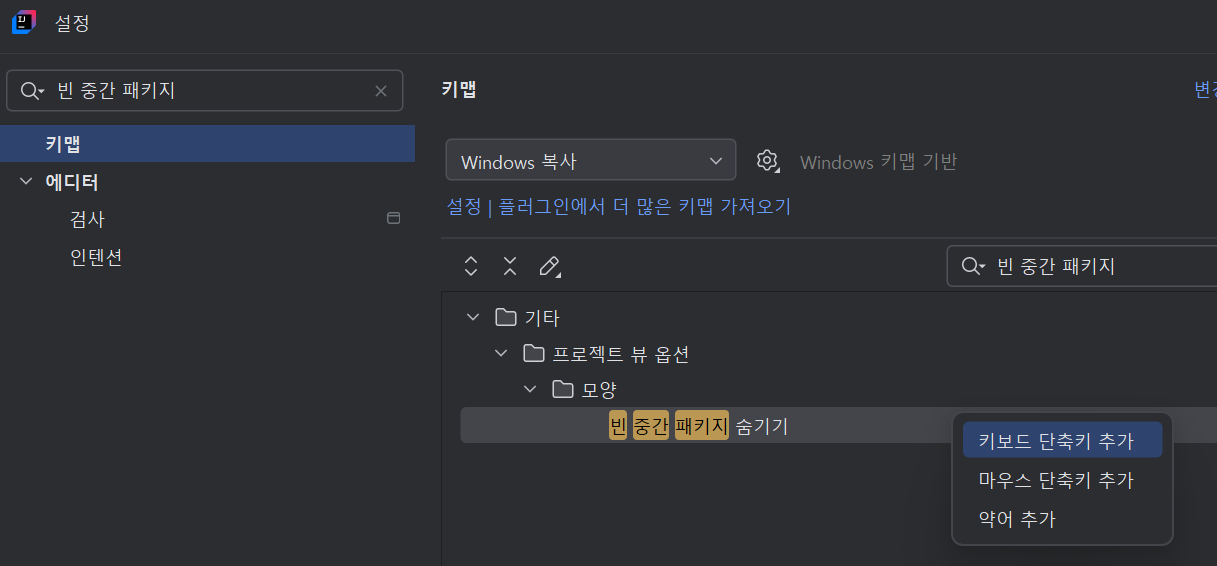 설정
빈 중간 패키지
키맵
에디터
검사
인텐션
키맵
Windows 복사
Windows 키맵 기반
설정 | 플러그인에서 더 많은 키맵 가져오기
빈 중간 패키지
기타
프로젝트 뷰 옵션
모양
빈 중간 패키지 숨기기
키보드 단축키 추가
마우스 단축키 추가
약어 추가